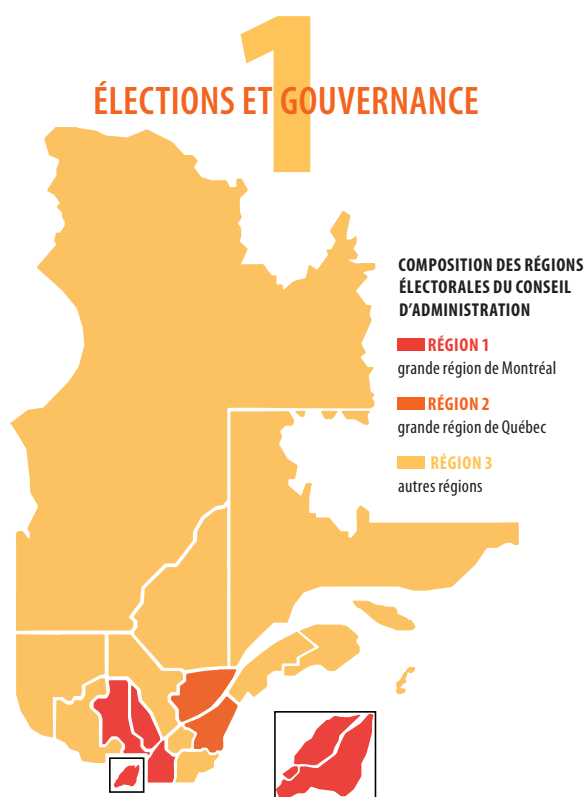 1
ÉLECTIONS ET GOUVERNANCE
COMPOSITION DES RÉGIONS
ÉLECTORALES DU CONSEIL
D'ADMINISTRATION
RÉGION 1
grande région de Montréal
RÉGION 2
grande région de Québec
RÉGION 3
autres régions